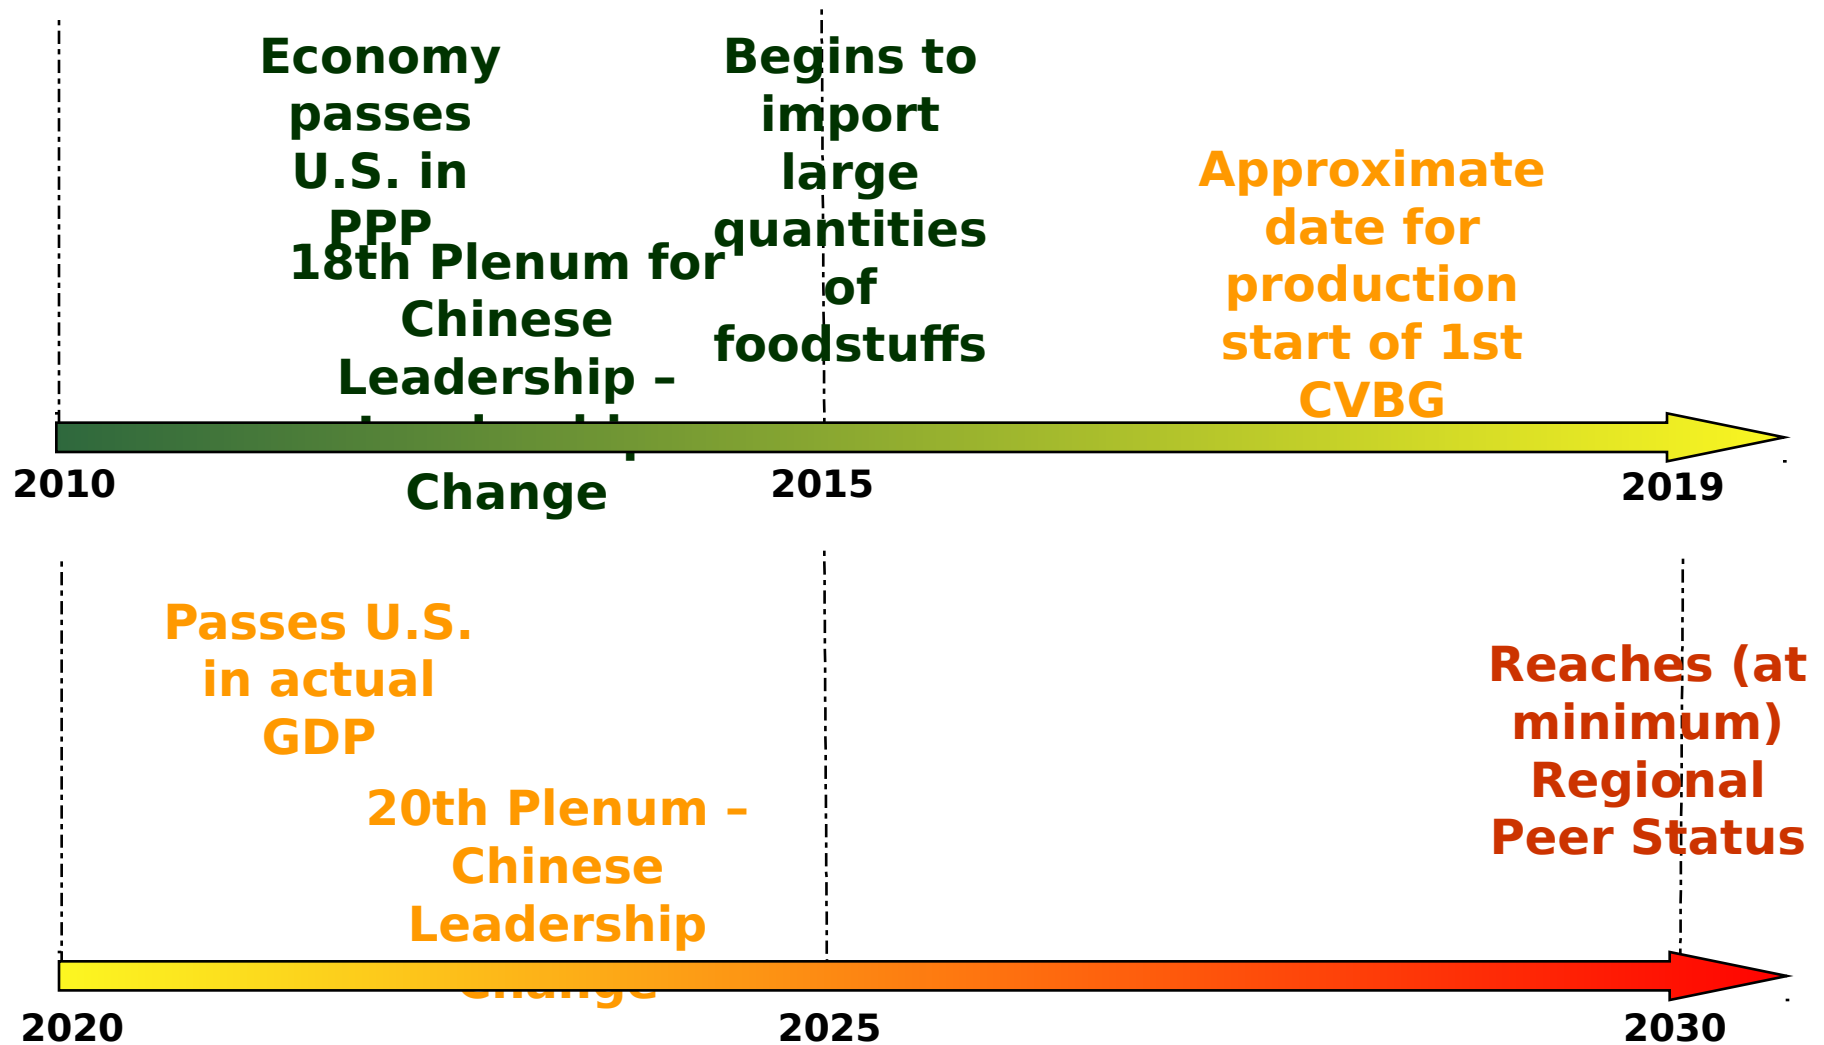 Economy
passes
U.S. in
PPP
18th Plenum for
Chinese
Leadership –
Change
Begins to
import
large
quantities
of
foodstuffs
Approximate
date for
production
start of 1st
CVBG
2010
2015
2019
Passes U.S.
in actual
GDP
20th Plenum –
Chinese
Leadership
Change
Reaches (at
minimum)
Regional
Peer Status
2020
2025
2030